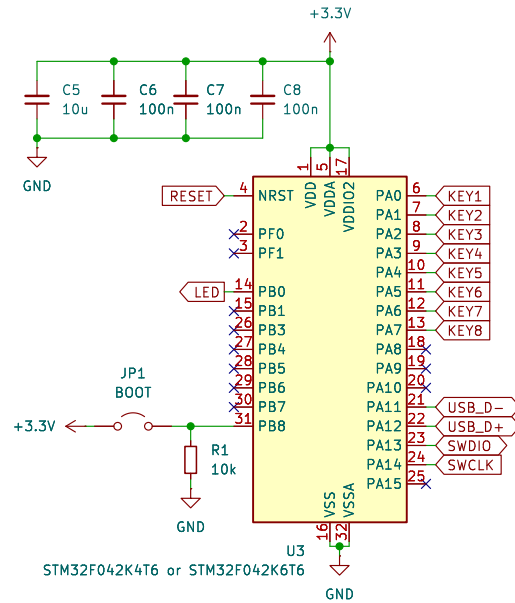 +3.3V
C5
10u
C6
100n
C7
100n
C8
100n
GND
1
5
17
VDD
VDDA
VDDIO2
RESET
4
NRST
PA0
6
KEY1
PA1
7
KEY2
2
PF0
PA2
8
KEY3
3
PF1
PA3
9
KEY4
PA4
10
KEY5
LED
14
PB0
PA5
11
KEY6
15
PB1
PA6
12
KEY7
26
PB3
PA7
13
KEY8
27
PB4
PA8
18
28
PB5
PA9
19
29
PB6
PA10
20
30
PB7
PA11
21
USB_D-
JP1
BOOT
+3.3V
31
PB8
PA12
22
USB_D+
PA13
23
SWDIO
PA14
24
SWCLK
PA15
25
R1
10k
GND
VSS
VSSA
16
32
U3
STM32F042K4T6 or STM32F042K6T6
GND